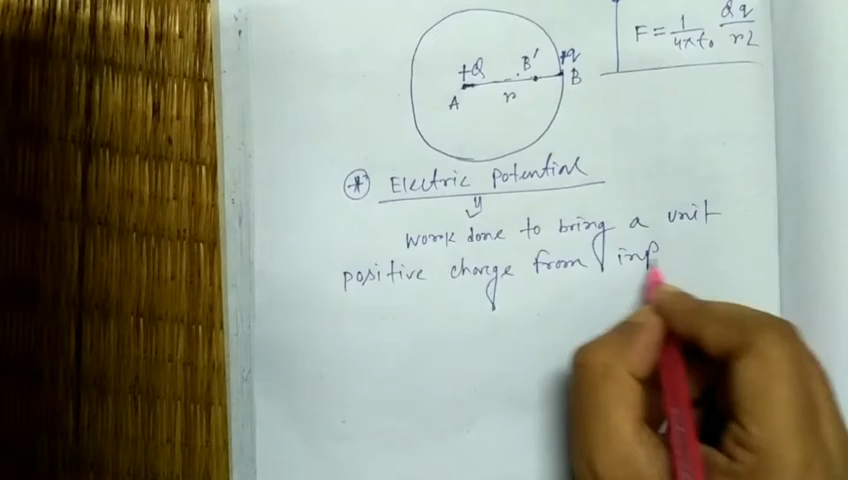 F = 1/4πε₀ Qq/r2
+Q B' +q
A r B
* Electric Potential
work done to bring a unit
positive charge from inf